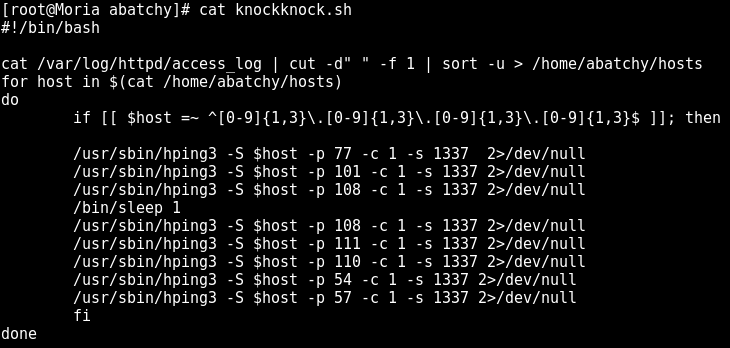 [root@Moria abatchy]# cat knockknock.sh
#!/bin/bash

cat /var/log/httpd/access_log | cut -d" " -f 1 | sort -u > /home/abatchy/hosts
for host in $(cat /home/abatchy/hosts)
do
        if [[ $host =~ ^[0-9]{1,3}\.[0-9]{1,3}\.[0-9]{1,3}\.[0-9]{1,3}$ ]]; then

        /usr/sbin/hping3 -S $host -p 77 -c 1 -s 1337  2>/dev/null
        /usr/sbin/hping3 -S $host -p 101 -c 1 -s 1337 2>/dev/null
        /usr/sbin/hping3 -S $host -p 108 -c 1 -s 1337 2>/dev/null
        /bin/sleep 1
        /usr/sbin/hping3 -S $host -p 108 -c 1 -s 1337 2>/dev/null
        /usr/sbin/hping3 -S $host -p 111 -c 1 -s 1337 2>/dev/null
        /usr/sbin/hping3 -S $host -p 110 -c 1 -s 1337 2>/dev/null
        /usr/sbin/hping3 -S $host -p 54 -c 1 -s 1337 2>/dev/null
        /usr/sbin/hping3 -S $host -p 57 -c 1 -s 1337 2>/dev/null
        fi
done